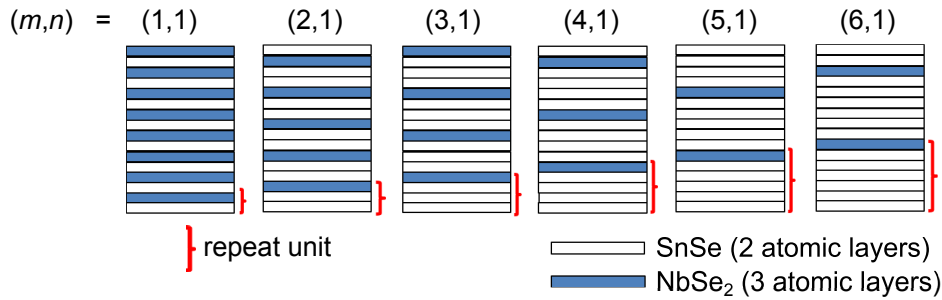 (m,n) = (1,1) (2,1) (3,1) (4,1) (5,1) (6,1)
repeat unit
SnSe (2 atomic layers)
NbSe₂ (3 atomic layers)